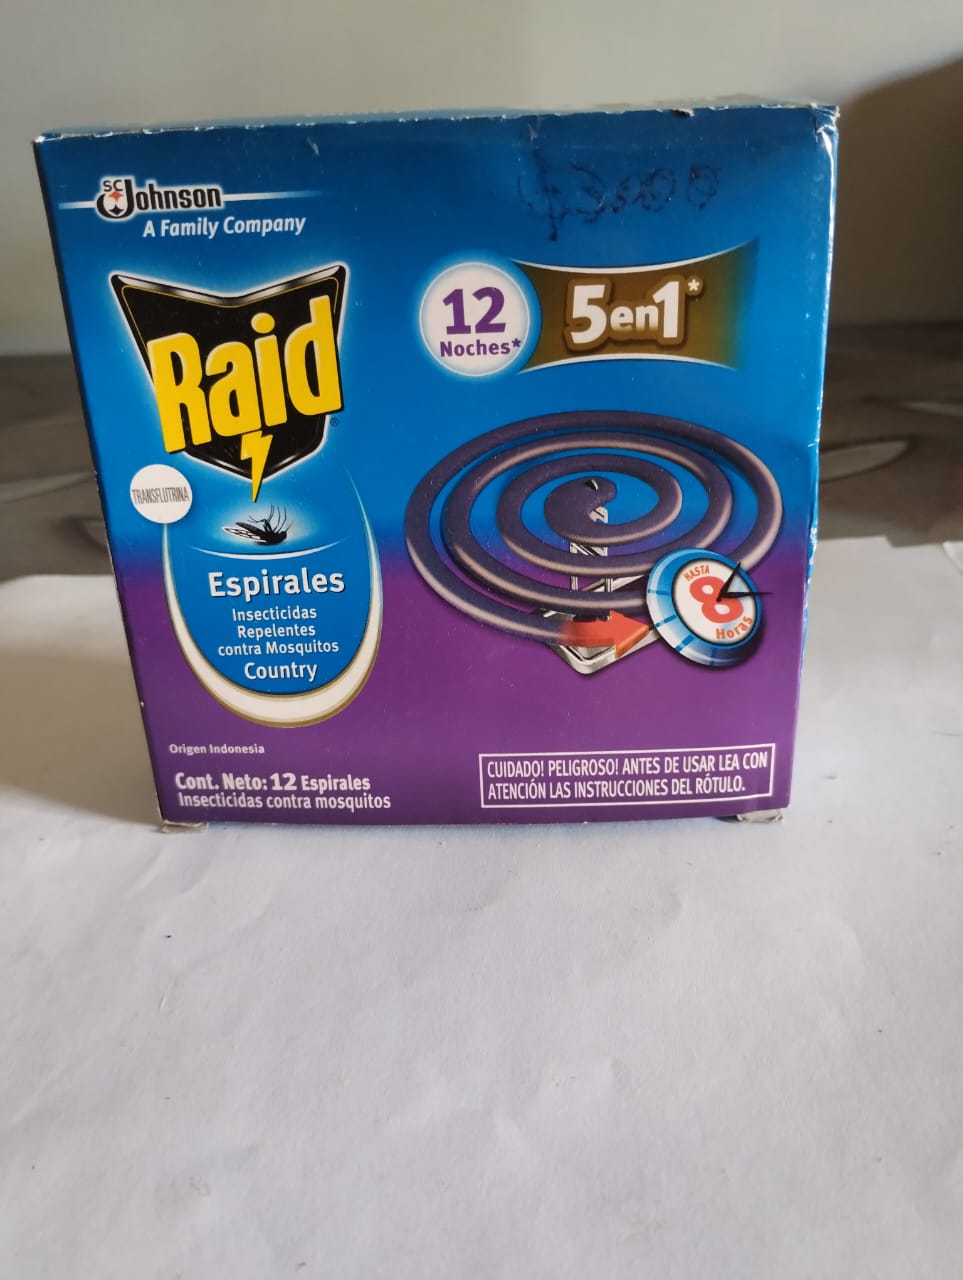 SC Johnson
A Family Company
$3000
Raid®
12
Noches*
5en1*
TRANSFLUTRINA
Espirales
Insecticidas
Repelentes
contra Mosquitos
Country
HASTA
8
Horas
Origen Indonesia
Cont. Neto: 12 Espirales
Insecticidas contra mosquitos
CUIDADO! PELIGROSO! ANTES DE USAR LEA CON
ATENCIÓN LAS INSTRUCCIONES DEL RÓTULO.